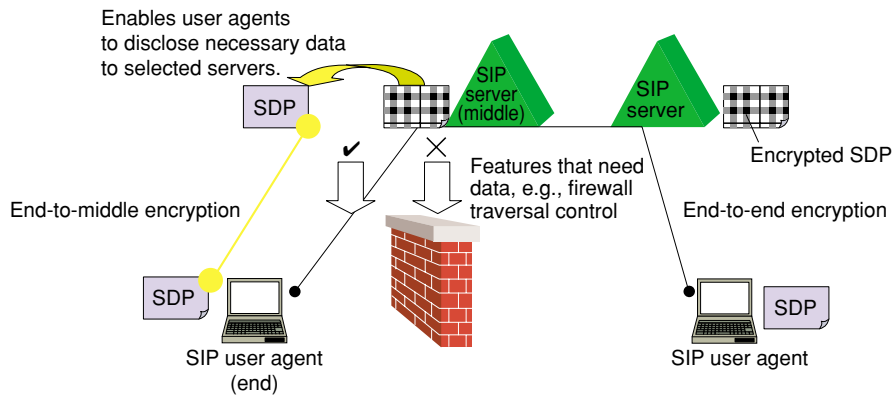 Enables user agents
to disclose necessary data
to selected servers.
SDP
SIP
server
(middle)
SIP
server
Encrypted SDP
✔
×
Features that need
data, e.g., firewall
traversal control
End-to-middle encryption
End-to-end encryption
SDP
SDP
SIP user agent
(end)
SIP user agent